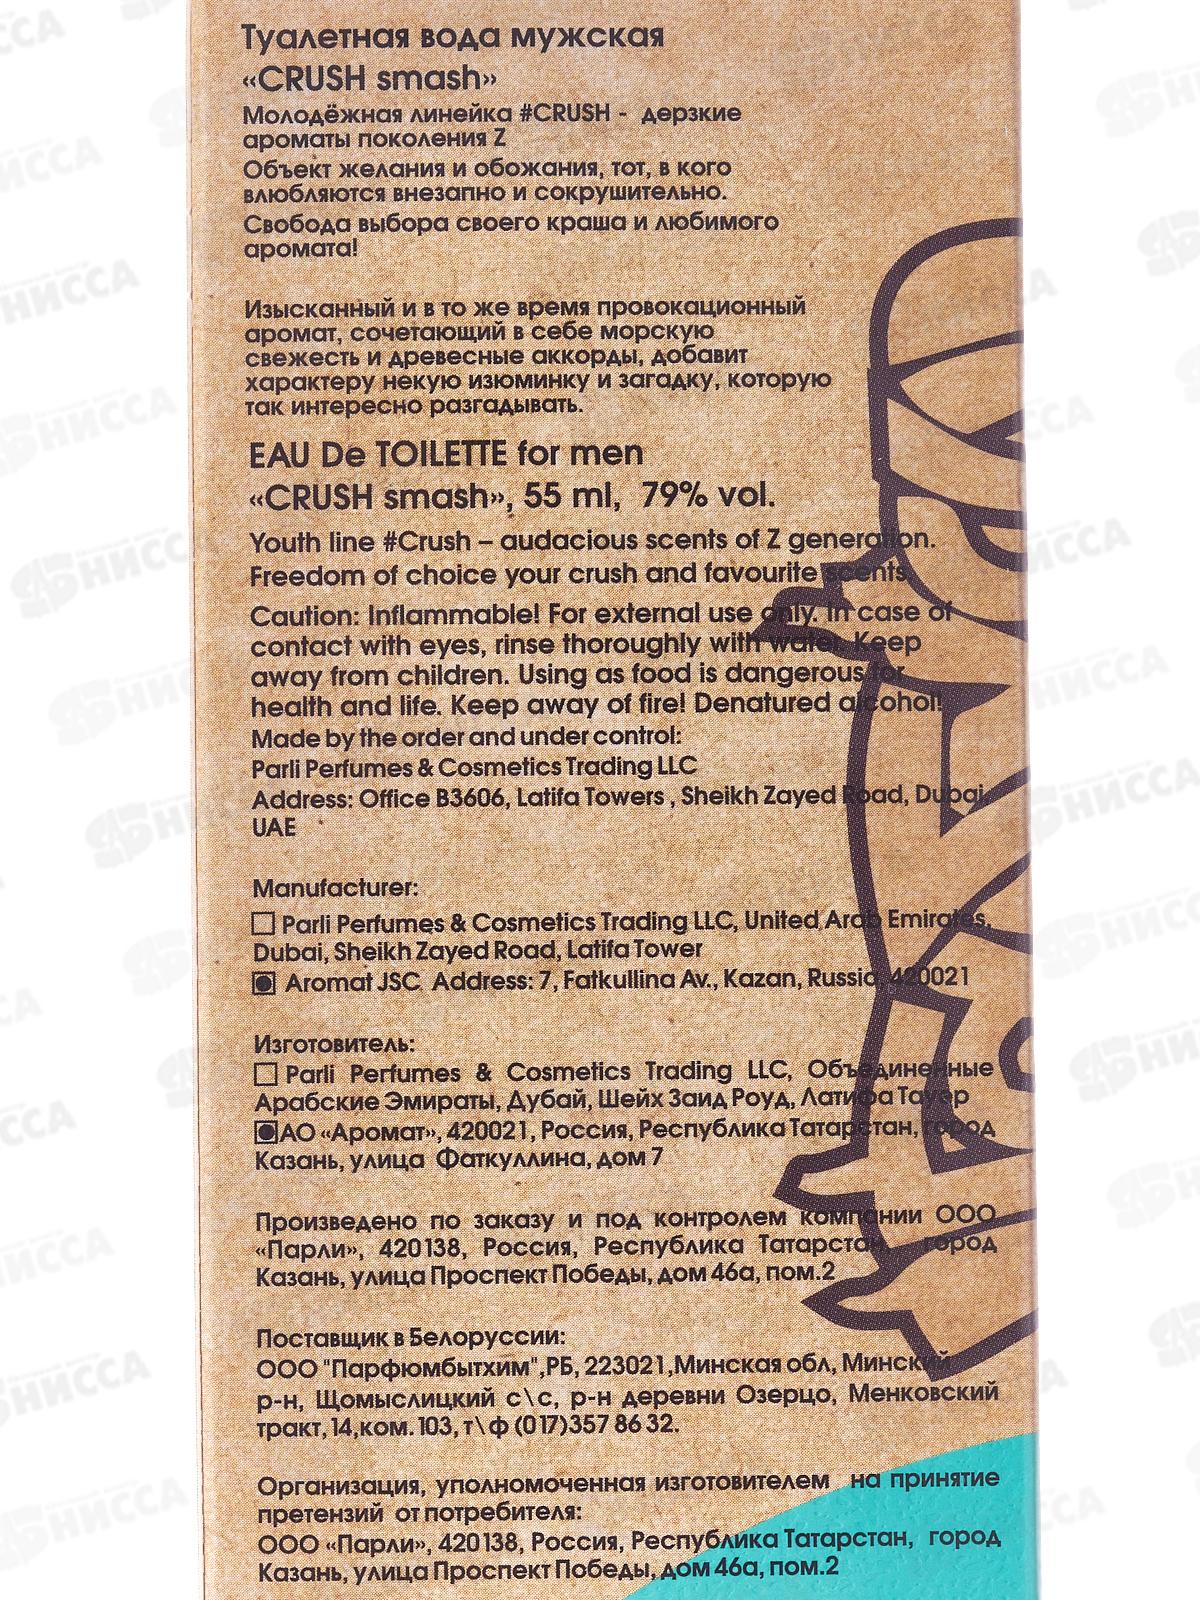 Туалетная вода мужская
«CRUSH smash»
Молодёжная линейка #CRUSH - дерзкие
ароматы поколения Z
Объект желания и обожания, тот, в кого
влюбляются внезапно и сокрушительно.
Свобода выбора своего краша и любимого
аромата!
Изысканный и в то же время провокационный
аромат, сочетающий в себе морскую
свежесть и древесные аккорды, добавит
характеру некую изюминку и загадку, которую
так интересно разгадывать.
EAU De TOILETTE for men
«CRUSH smash», 55 ml, 79% vol.
Youth line #Crush – audacious scents of Z generation.
Freedom of choice your crush and favourite scents.
Caution: Inflammable! For external use only. In case of
contact with eyes, rinse thoroughly with water. Keep
away from children. Using as food is dangerous for
health and life. Keep away of fire! Denatured alcohol!
Made by the order and under control:
Parli Perfumes & Cosmetics Trading LLC
Address: Office B3606, Latifa Towers , Sheikh Zayed Road, Dubai,
UAE
Manufacturer:
Parli Perfumes & Cosmetics Trading LLC, United Arab Emirates,
Dubai, Sheikh Zayed Road, Latifa Tower
Aromat JSC Address: 7, Fatkullina Av., Kazan, Russia, 420021
Изготовитель:
Parli Perfumes & Cosmetics Trading LLC, Объединенные
Арабские Эмираты, Дубай, Шейх Заид Роуд, Латифа Тауэр
АО «Аромат», 420021, Россия, Республика Татарстан, город
Казань, улица Фаткуллина, дом 7
Произведено по заказу и под контролем компании ООО
«Парли», 420138, Россия, Республика Татарстан, город
Казань, улица Проспект Победы, дом 46а, пом.2
Поставщик в Белоруссии:
ООО "Парфюмбытхим",РБ, 223021,Минская обл, Минский
р-н, Щомыслицкий с\с, р-н деревни Озерцо, Менковский
тракт, 14,ком. 103, т\ф (017)357 86 32.
Организация, уполномоченная изготовителем на принятие
претензий от потребителя:
ООО «Парли», 420138, Россия, Республика Татарстан, город
Казань, улица Проспект Победы, дом 46а, пом.2